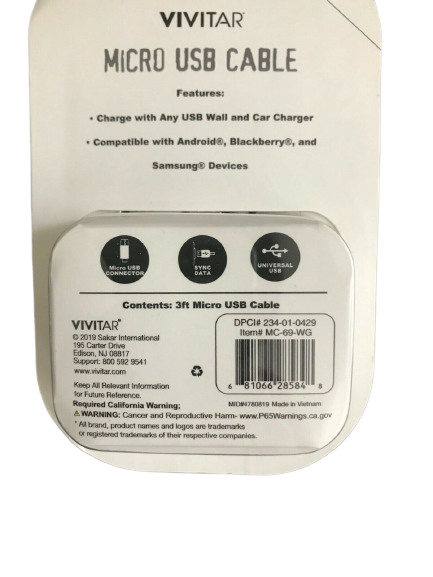 VIVITAR®
MICRO USB CABLE
Features:
• Charge with Any USB Wall and Car Charger
• Compatible with Android®, Blackberry®, and
Samsung® Devices
Micro USB
CONNECTOR
SYNC
DATA
UNIVERSAL
USB
Contents: 3ft Micro USB Cable
VIVITAR®
© 2019 Sakar International
195 Carter Drive
Edison, NJ 08817
Support: 800 592 9541
www.vivitar.com
Keep All Relevant Information
for Future Reference.
DPCI# 234-01-0429
Item# MC-69-WG
6 81066 28584 8
MID#4780819 Made in Vietnam
Required California Warning;
⚠ WARNING: Cancer and Reproductive Harm- www.P65Warnings.ca.gov
* All brand, product names and logos are trademarks
or registered trademarks of their respective companies.